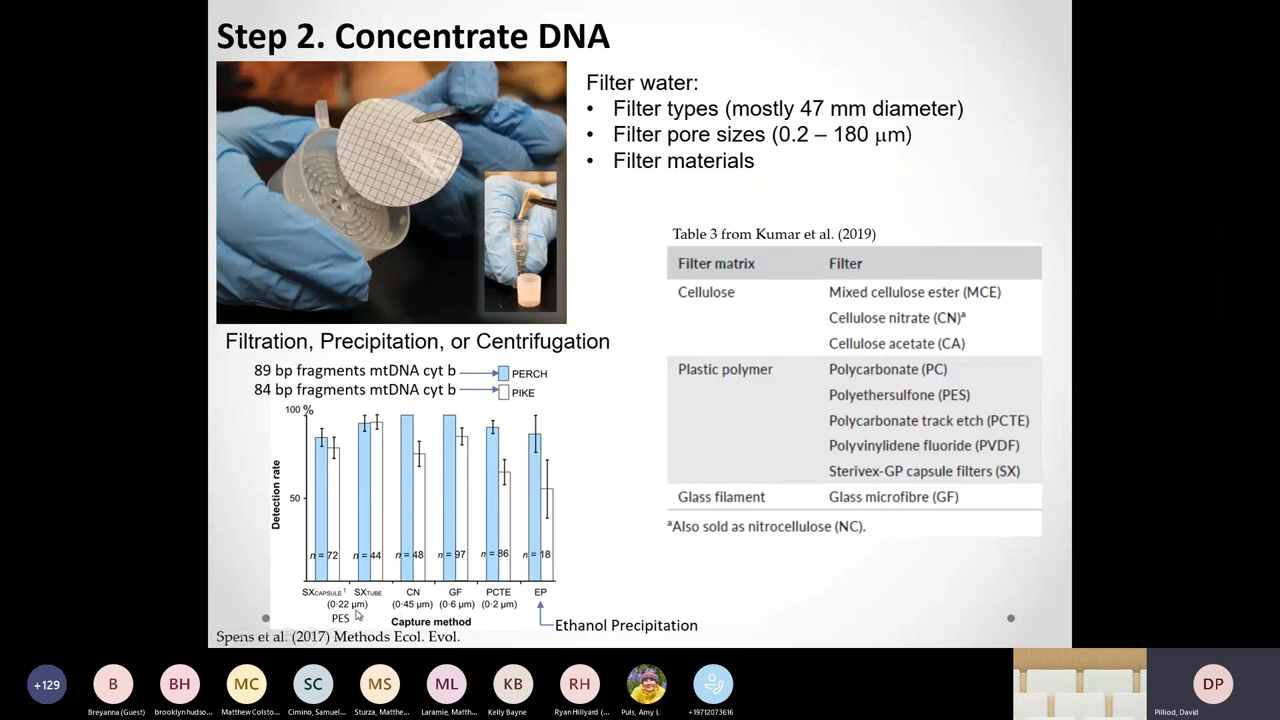 Step 2. Concentrate DNA
Filter water:
• Filter types (mostly 47 mm diameter)
• Filter pore sizes (0.2 – 180 μm)
• Filter materials
Table 3 from Kumar et al. (2019)
Filter matrix Filter
Cellulose Mixed cellulose ester (MCE)
Cellulose nitrate (CN)ᵃ
Cellulose acetate (CA)
Plastic polymer Polycarbonate (PC)
Polyethersulfone (PES)
Polycarbonate track etch (PCTE)
Polyvinylidene fluoride (PVDF)
Sterivex-GP capsule filters (SX)
Glass filament Glass microfibre (GF)
ᵃAlso sold as nitrocellulose (NC).
Filtration, Precipitation, or Centrifugation
89 bp fragments mtDNA cyt b PERCH
84 bp fragments mtDNA cyt b PIKE
100 %
50
Detection rate
n = 72 n = 44 n = 48 n = 97 n = 86 n = 18
SXCAPSULE ¹ SXTUBE CN GF PCTE EP
(0·22 μm) (0·45 μm) (0·6 μm) (0·2 μm)
PES
Capture method
Ethanol Precipitation
Spens et al. (2017) Methods Ecol. Evol.
+129 B BH MC SC MS ML KB RH DP
Breyanna (Guest) brooklyn hudso... Matthew Colsto... Cimino, Samuel... Sturza, Matthe... Laramie, Matth... Kelly Bayne Ryan Hillyard (... Puls, Amy L +19712073616 Pilliod, David